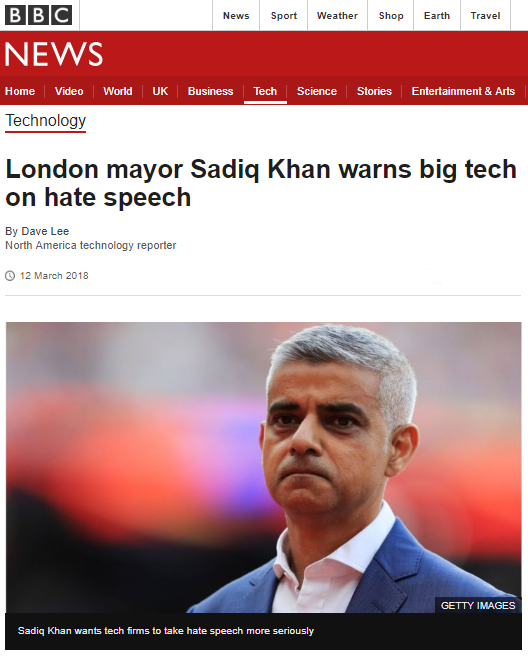 BBC
News Sport Weather Shop Earth Travel
NEWS
Home Video World UK Business Tech Science Stories Entertainment & Arts
Technology
London mayor Sadiq Khan warns big tech
on hate speech
By Dave Lee
North America technology reporter
12 March 2018
GETTY IMAGES
Sadiq Khan wants tech firms to take hate speech more seriously